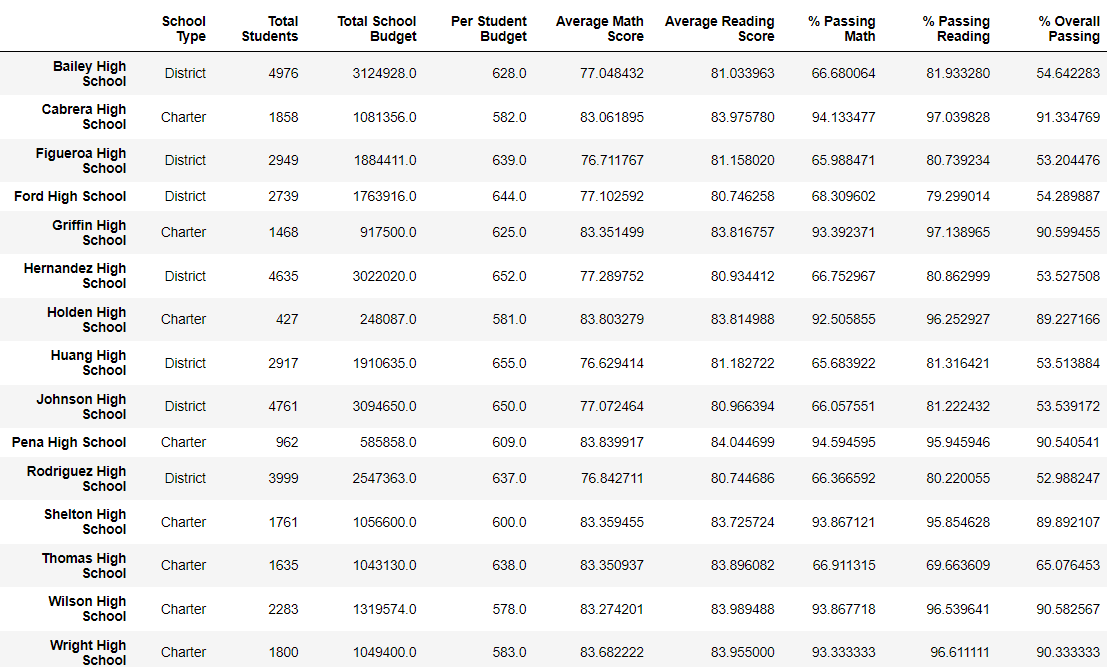 School Type Total Students Total School Budget Per Student Budget Average Math Score Average Reading Score % Passing Math % Passing Reading % Overall Passing
Bailey High School District 4976 3124928.0 628.0 77.048432 81.033963 66.680064 81.933280 54.642283
Cabrera High School Charter 1858 1081356.0 582.0 83.061895 83.975780 94.133477 97.039828 91.334769
Figueroa High School District 2949 1884411.0 639.0 76.711767 81.158020 65.988471 80.739234 53.204476
Ford High School District 2739 1763916.0 644.0 77.102592 80.746258 68.309602 79.299014 54.289887
Griffin High School Charter 1468 917500.0 625.0 83.351499 83.816757 93.392371 97.138965 90.599455
Hernandez High School District 4635 3022020.0 652.0 77.289752 80.934412 66.752967 80.862999 53.527508
Holden High School Charter 427 248087.0 581.0 83.803279 83.814988 92.505855 96.252927 89.227166
Huang High School District 2917 1910635.0 655.0 76.629414 81.182722 65.683922 81.316421 53.513884
Johnson High School District 4761 3094650.0 650.0 77.072464 80.966394 66.057551 81.222432 53.539172
Pena High School Charter 962 585858.0 609.0 83.839917 84.044699 94.594595 95.945946 90.540541
Rodriguez High School District 3999 2547363.0 637.0 76.842711 80.744686 66.366592 80.220055 52.988247
Shelton High School Charter 1761 1056600.0 600.0 83.359455 83.725724 93.867121 95.854628 89.892107
Thomas High School Charter 1635 1043130.0 638.0 83.350937 83.896082 66.911315 69.663609 65.076453
Wilson High School Charter 2283 1319574.0 578.0 83.274201 83.989488 93.867718 96.539641 90.582567
Wright High School Charter 1800 1049400.0 583.0 83.682222 83.955000 93.333333 96.611111 90.333333